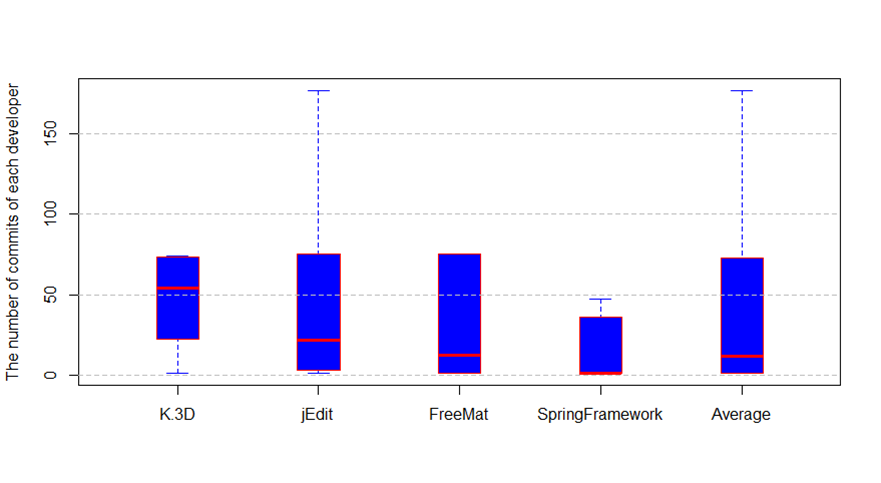 The number of commits of each developer
150
100
50
0
K.3D jEdit FreeMat SpringFramework Average